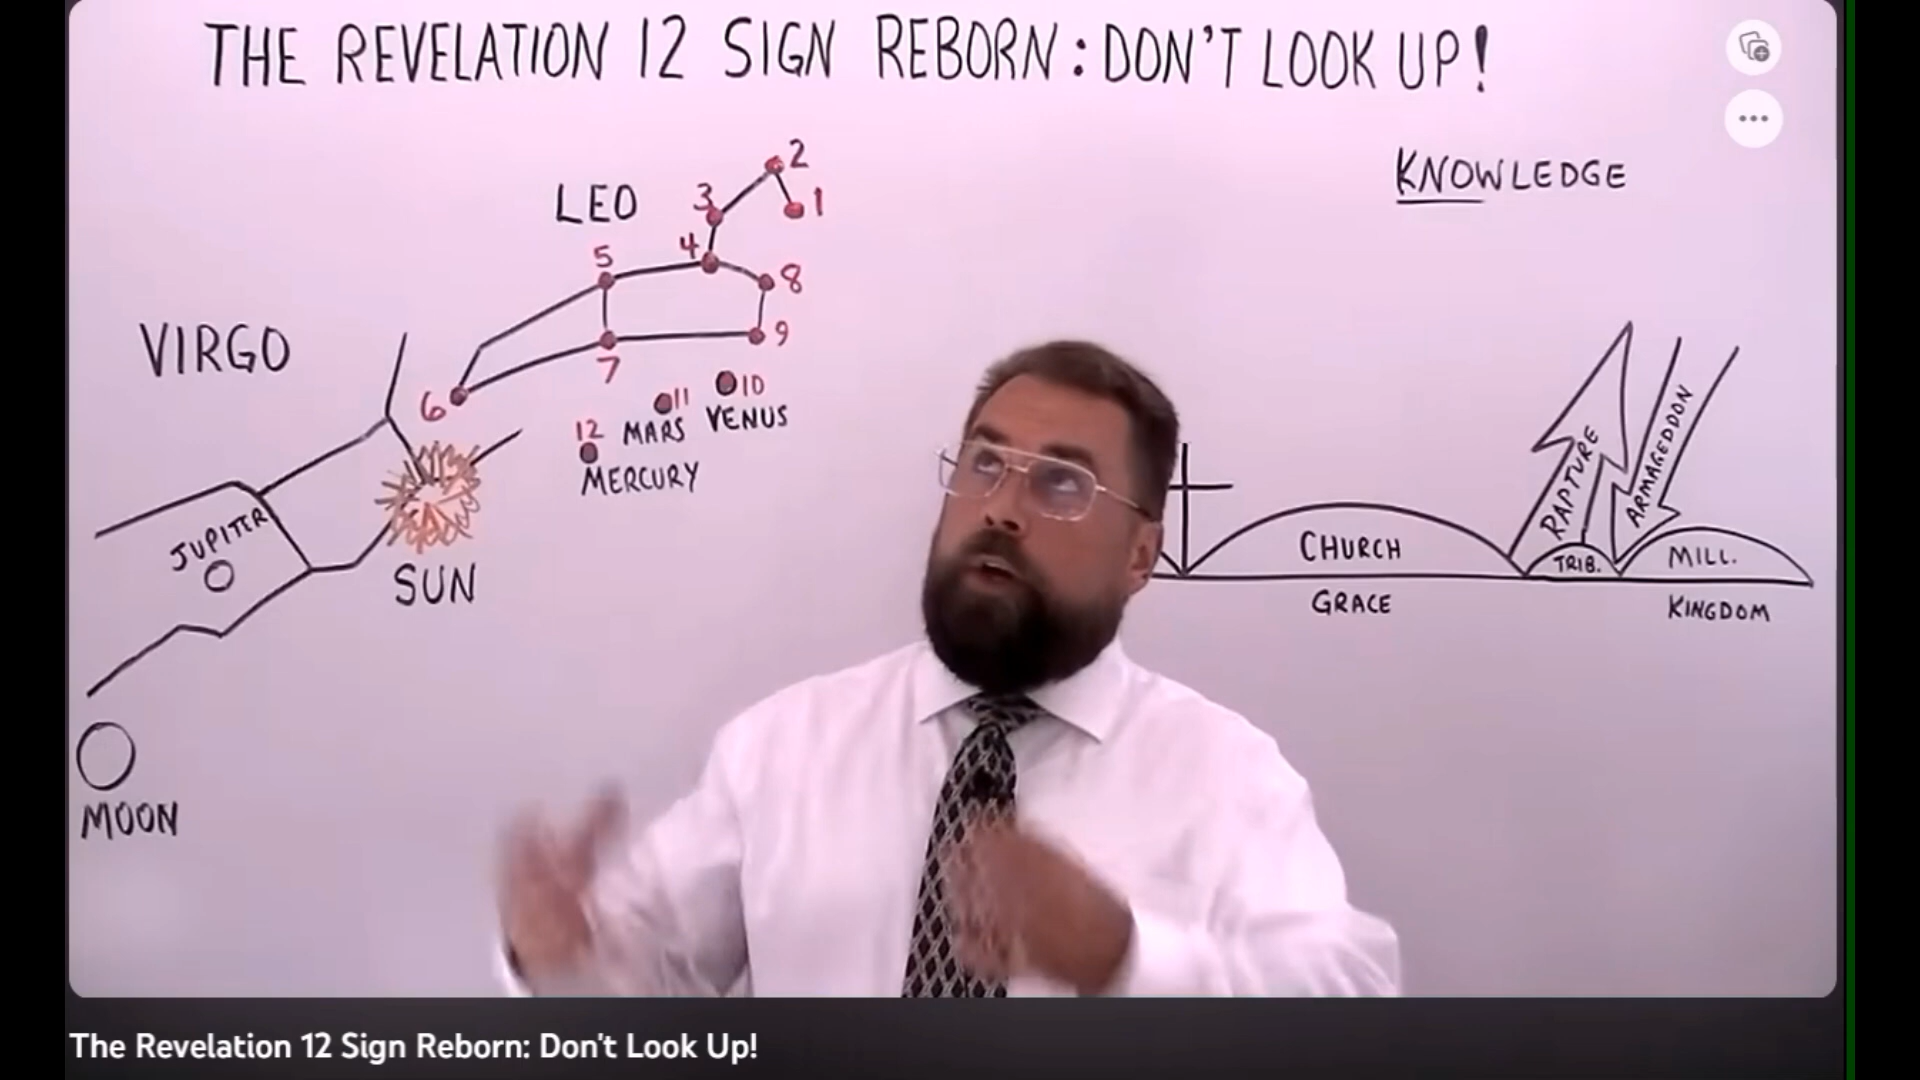 THE REVELATION 12 SIGN REBORN: DON'T LOOK UP!
KNOWLEDGE
LEO
1
2
3
4
5
6
7
8
9
VIRGO
10
VENUS
11
MARS
12
MERCURY
JUPITER
SUN
MOON
CHURCH
GRACE
RAPTURE
TRIB.
ARMAGEDDON
MILL.
KINGDOM
The Revelation 12 Sign Reborn: Don't Look Up!